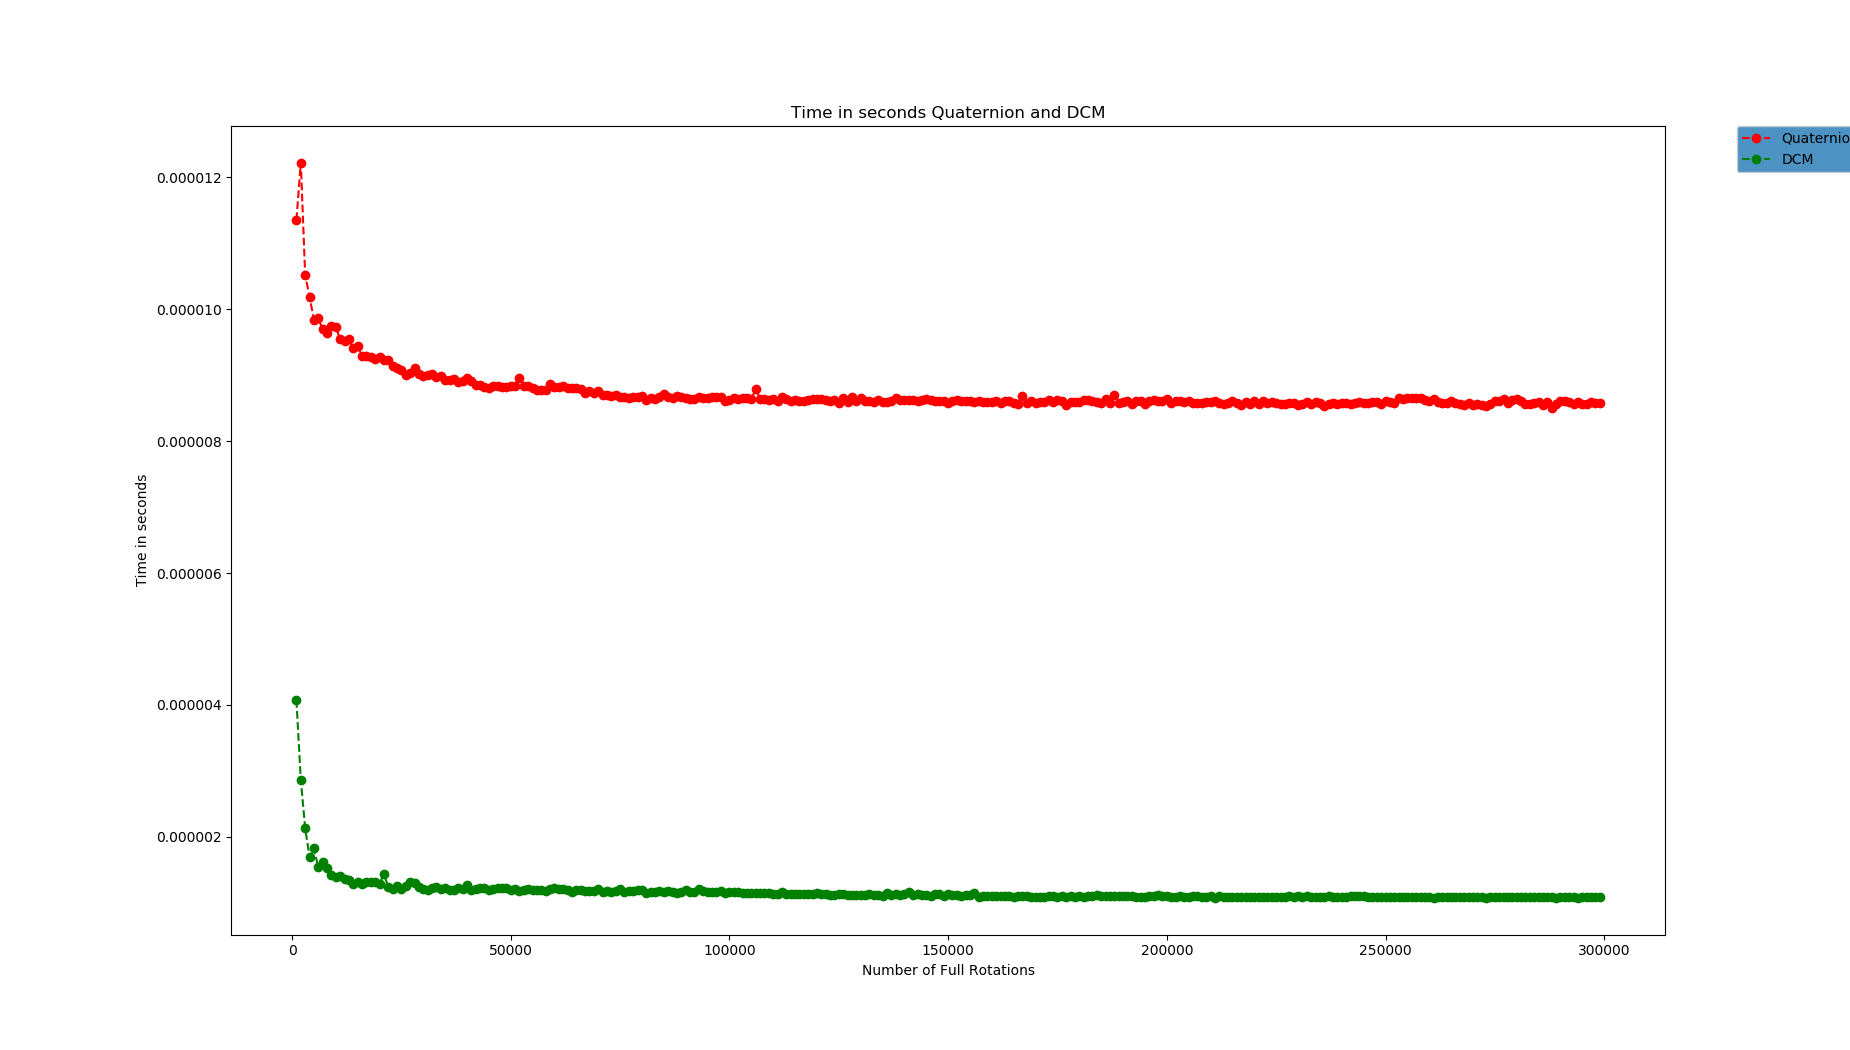 Time in seconds Quaternion and DCM
Quaternio
DCM
0.000012
0.000010
0.000008
0.000006
0.000004
0.000002
Time in seconds
0 50000 100000 150000 200000 250000 300000
Number of Full Rotations